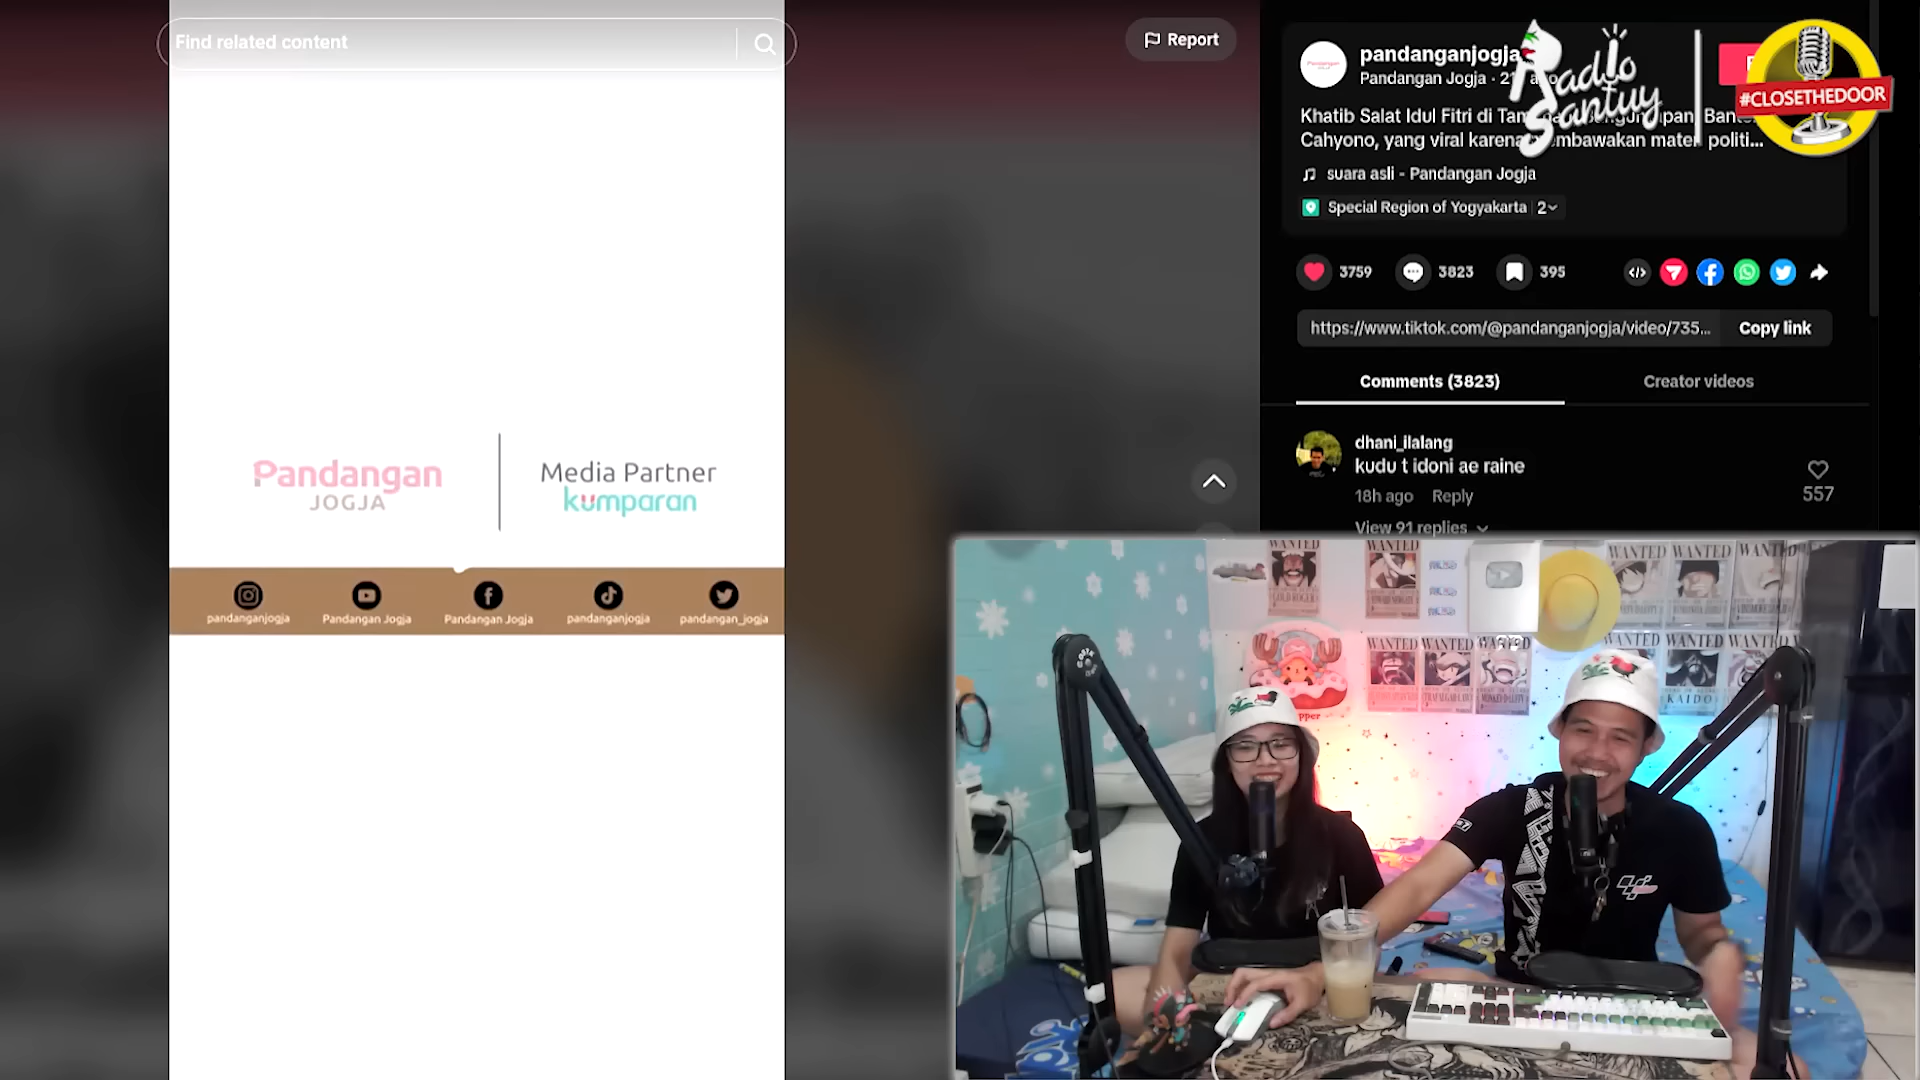 Find related content
Report
Pandangan
JOGJA
Media Partner
kumparan
pandanganjogja
Pandangan Jogja
Pandangan Jogja
pandanganjogja
pandangan_jogja
pandanganjogja
Pandangan Jogja
Radio
Santuy
#CLOSETHEDOOR
Khatib Salat Idul Fitri di
Cahyono, yang viral karena
politi...
suara asli - Pandangan Jogja
Special Region of Yogyakarta
2
3759
3823
395
https://www.tiktok.com/@pandanganjogja/video/735...
Copy link
Comments (3823)
Creator videos
dhani_ilalang
kudu t idoni ae raine
18h ago
Reply
557
View 91 replies
WANTED
WANTED
WANTED
WANTED
WANTED
WANTED
WANTED
WANTED
WANTED
WANTED
WANTED
KAIDO
pper